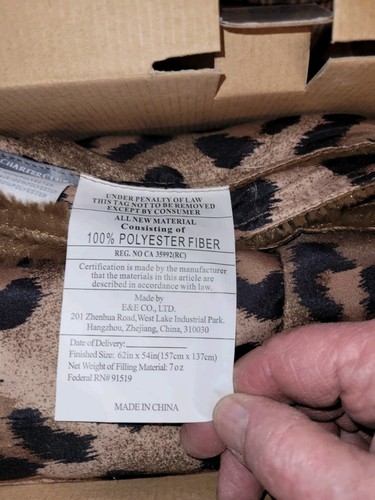 CHARTER
UNDER PENALTY OF LAW
THIS TAG NOT TO BE REMOVED
EXCEPT BY CONSUMER
ALL NEW MATERIAL
Consisting of
100% POLYESTER FIBER
REG. NO CA 35992(RC)
Certification is made by the manufacturer
that the materials in this article are
described in accordance with law.
Made by
E&E CO., LTD.
201 Zhenhua Road,West Lake Industrial Park.
Hangzhou, Zhejiang, China, 310030
Date of Delivery:
Finished Size: 62in x 54in(157cm x 137cm)
Net Weight of Filling Material: 7oz
Federal RN# 91519
MADE IN CHINA